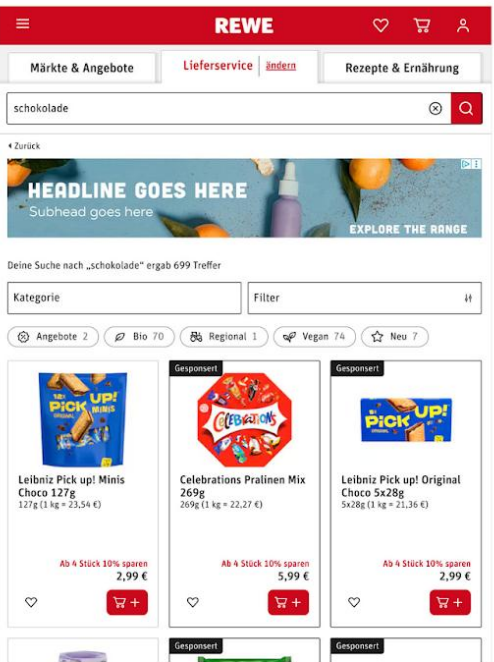 REWE
Märkte & Angebote
Lieferservice ändern
Rezepte & Ernährung
schokolade
Zurück
HEADLINE GOES HERE
Subhead goes here
EXPLORE THE RANGE
Deine Suche nach „schokolade“ ergab 699 Treffer
Kategorie
Filter
Angebote 2
Bio 70
Regional 1
Vegan 74
Neu 7
PiCK UP!
MINIS
Leibniz Pick up! Minis
Choco 127g
127g (1 kg = 23,54 €)
Ab 4 Stück 10% sparen
2,99 €
Gesponsert
CELEBRATIONS
Celebrations Pralinen Mix
269g
269g (1 kg = 22,27 €)
Ab 4 Stück 10% sparen
5,99 €
Gesponsert
PiCK UP!
Leibniz Pick up! Original
Choco 5x28g
5x28g (1 kg = 21,36 €)
Ab 4 Stück 10% sparen
2,99 €
Gesponsert
Gesponsert